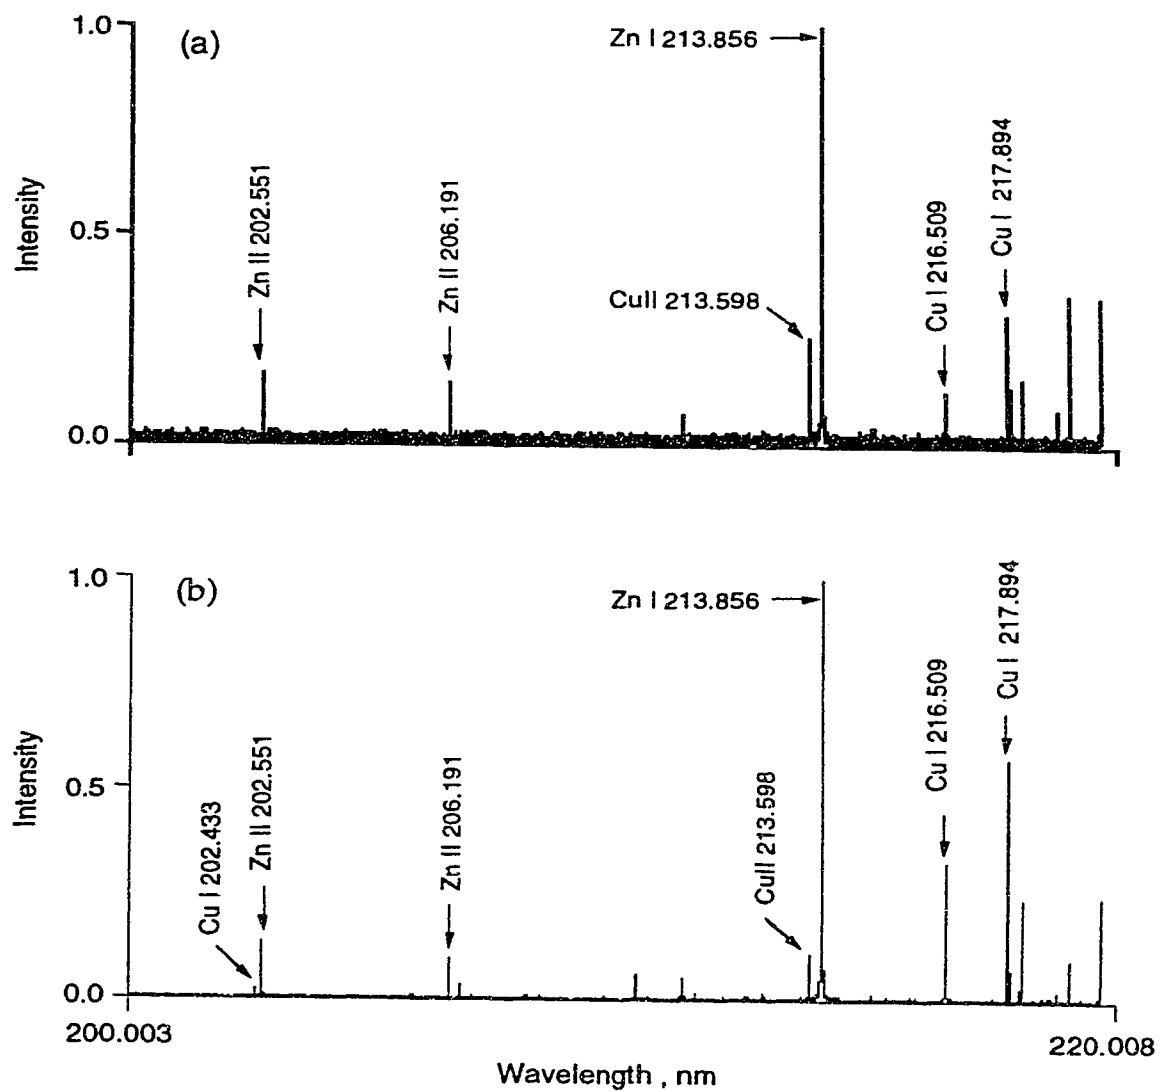 1.0
(a)
Zn I 213.856
Intensity
0.5
Zn II 202.551
Zn II 206.191
CuII 213.598
Cu I 216.509
Cu I 217.894
0.0
1.0
(b)
Zn I 213.856
Intensity
0.5
Cu I 202.433
Zn II 202.551
Zn II 206.191
CuII 213.598
Cu I 216.509
Cu I 217.894
0.0
200.003
220.008
Wavelength , nm